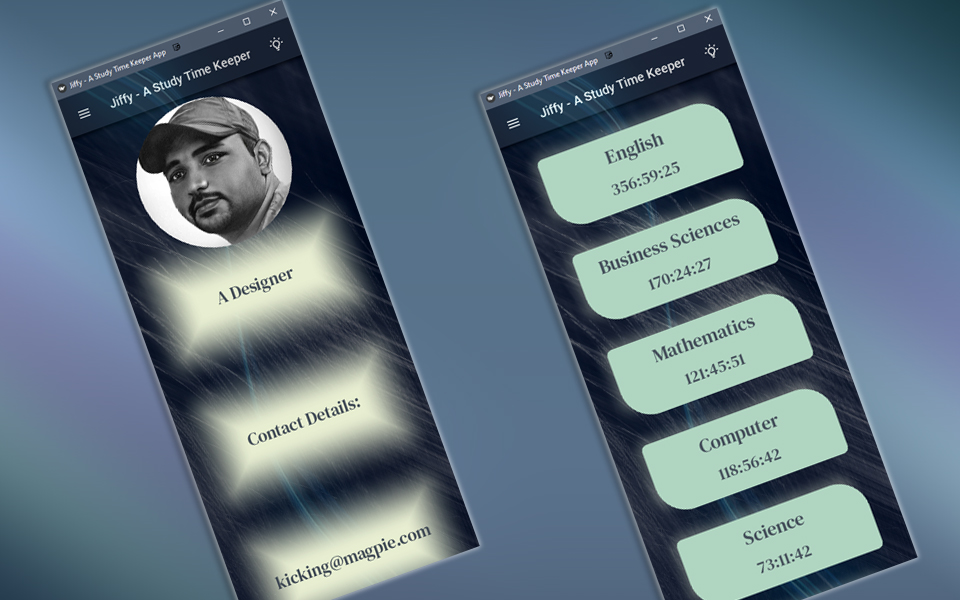 Jiffy - A Study Time Keeper App
Jiffy - A Study Time Keeper
A Designer
Contact Details:
kicking@magpie.com
Jiffy - A Study Time Keeper App
Jiffy - A Study Time Keeper
English
356:59:25
Business Sciences
170:24:27
Mathematics
121:45:51
Computer
118:56:42
Science
73:11:42